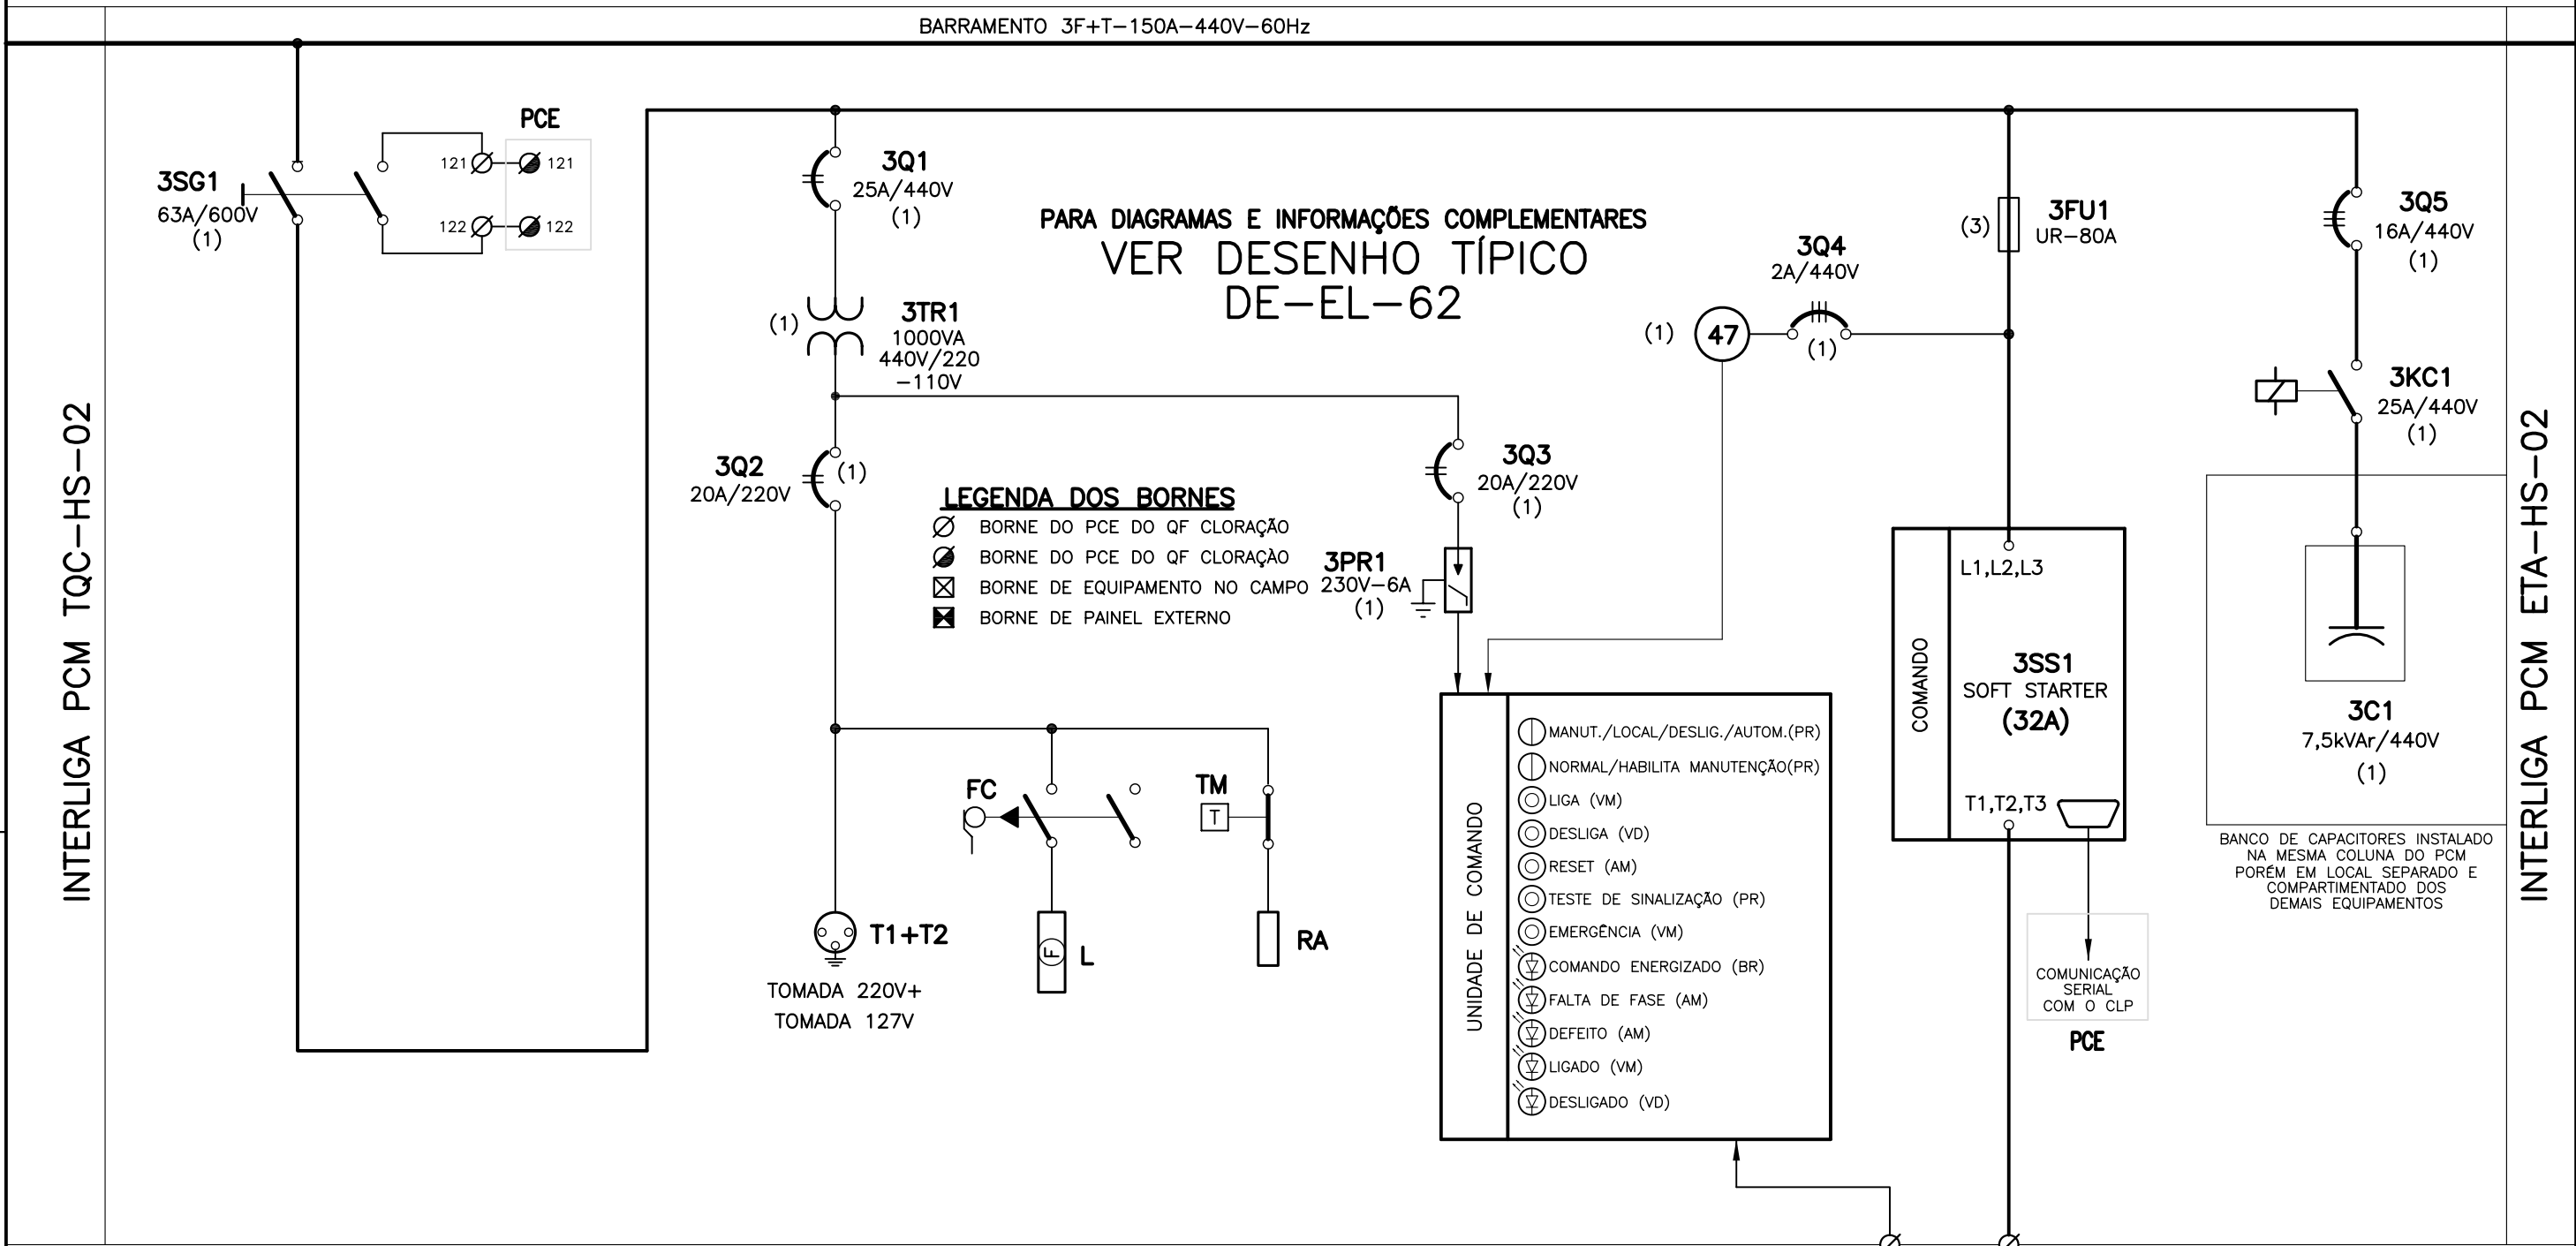 BARRAMENTO 3F+T-150A-440V-60Hz
INTERLIGA PCM TQC-HS-02
3SG1
63A/600V
(1)
PCE
121
121
122
122
3Q1
25A/440V
(1)
(1)
3TR1
1000VA
440V/220
-110V
3Q2
20A/220V
(1)
PARA DIAGRAMAS E INFORMAÇÕES COMPLEMENTARES
VER DESENHO TÍPICO
DE-EL-62
LEGENDA DOS BORNES
BORNE DO PCE DO QF CLORAÇÃO
BORNE DO PCE DO QF CLORAÇÀO
BORNE DE EQUIPAMENTO NO CAMPO
BORNE DE PAINEL EXTERNO
3Q3
20A/220V
(1)
3PR1
230V-6A
(1)
(1)
47
3Q4
2A/440V
(1)
(3)
3FU1
UR-80A
3Q5
16A/440V
(1)
3KC1
25A/440V
(1)
FC
TM
T
T1+T2
TOMADA 220V+
TOMADA 127V
F
L
RA
UNIDADE DE COMANDO
MANUT./LOCAL/DESLIG./AUTOM.(PR)
NORMAL/HABILITA MANUTENÇÃO(PR)
LIGA (VM)
DESLIGA (VD)
RESET (AM)
TESTE DE SINALIZAÇÃO (PR)
EMERGÊNCIA (VM)
COMANDO ENERGIZADO (BR)
FALTA DE FASE (AM)
DEFEITO (AM)
LIGADO (VM)
DESLIGADO (VD)
COMANDO
L1,L2,L3
3SS1
SOFT STARTER
(32A)
T1,T2,T3
COMUNICAÇÃO
SERIAL
COM O CLP
PCE
3C1
7,5kVAr/440V
(1)
BANCO DE CAPACITORES INSTALADO
NA MESMA COLUNA DO PCM
PORÉM EM LOCAL SEPARADO E
COMPARTIMENTADO DOS
DEMAIS EQUIPAMENTOS
INTERLIGA PCM ETA-HS-02